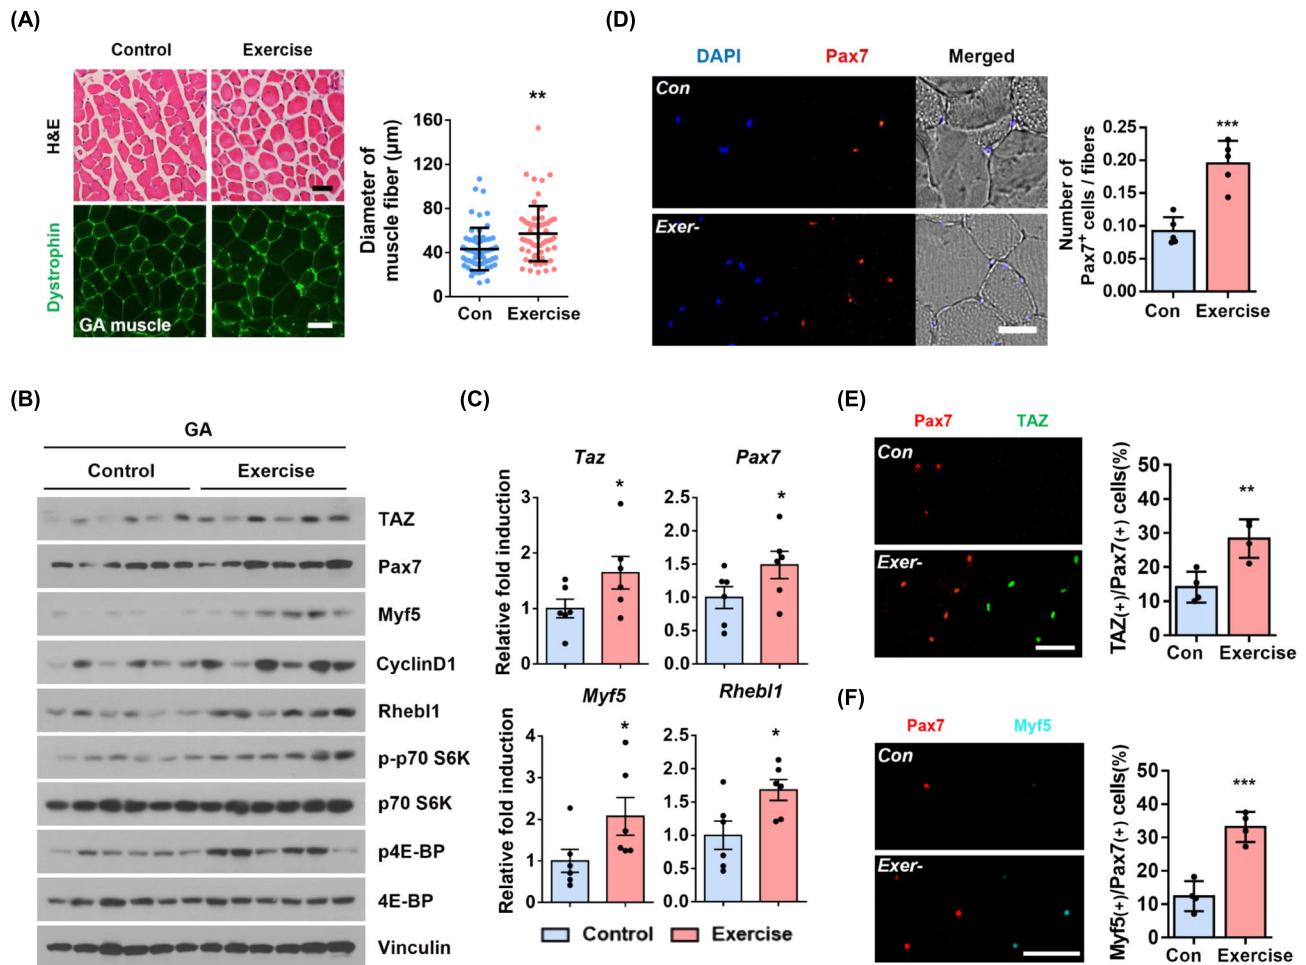 (A)
Control Exercise
H&E
Dystrophin
GA muscle
Diameter of
muscle fiber (μm)
**
160
120
80
40
0
Con Exercise
(D)
DAPI Pax7 Merged
Con
Exer-
Number of
Pax7+ cells / fibers
***
0.25
0.20
0.15
0.10
0.05
0.00
Con Exercise
(B)
GA
Control Exercise
TAZ
Pax7
Myf5
CyclinD1
Rhebl1
p-p70 S6K
p70 S6K
p4E-BP
4E-BP
Vinculin
(C)
Relative fold induction
Taz
*
3
2
1
0
Pax7
*
2.5
2.0
1.5
1.0
0.5
0.0
Relative fold induction
Myf5
*
4
2
1
0
Rhebl1
*
2.5
2.0
1.5
1.0
0.5
0.0
Control Exercise
(E)
Pax7 TAZ
Con
Exer-
TAZ(+)/Pax7(+) cells(%)
**
50
40
30
20
10
0
Con Exercise
(F)
Pax7 Myf5
Con
Exer-
Myf5(+)/Pax7(+) cells(%)
***
50
40
30
20
10
0
Con Exercise